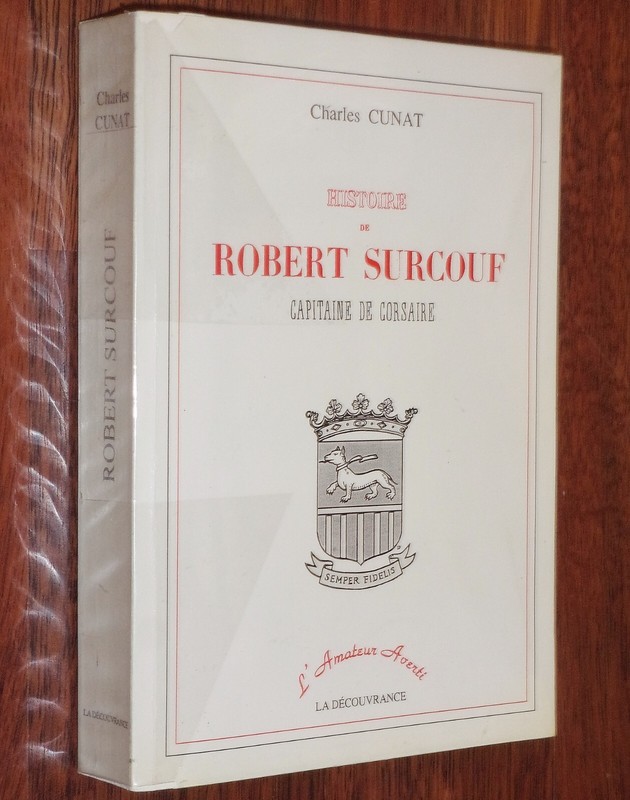 Charles
CUNAT
ROBERT SURCOUF
LA DÉCOUVRANCE
Charles CUNAT
HISTOIRE
DE
ROBERT SURCOUF
CAPITAINE DE CORSAIRE
SEMPER FIDELIS
L'Amateur Averti
LA DÉCOUVRANCE